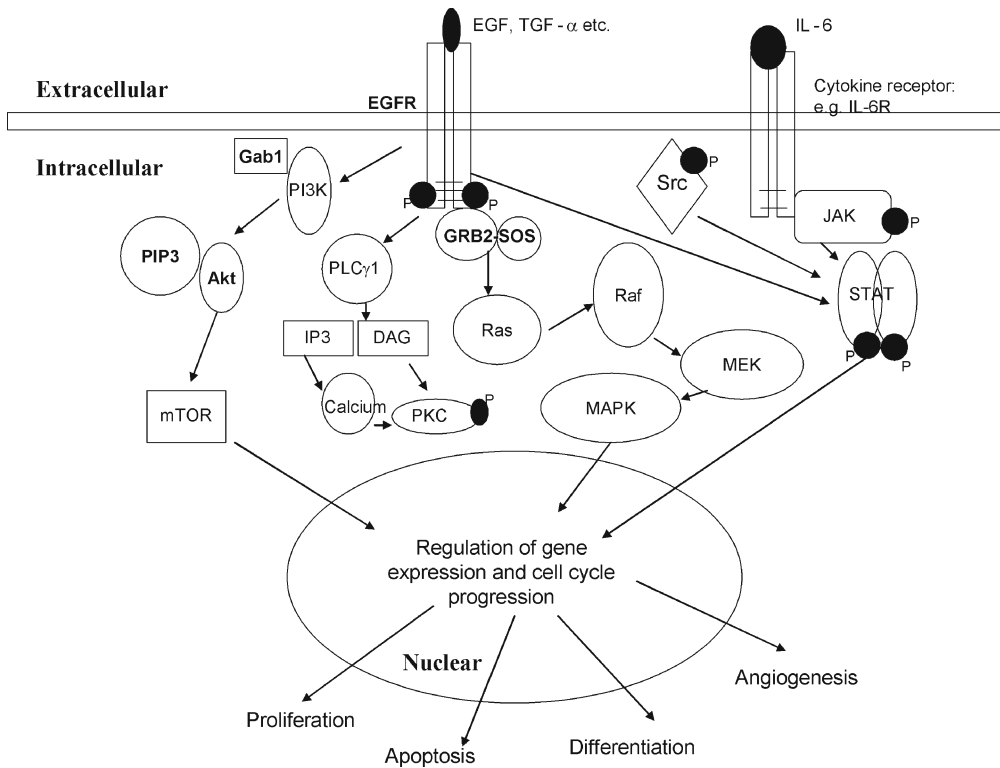 EGF, TGF - α etc.
IL - 6
Extracellular
EGFR
Cytokine receptor:
e.g. IL-6R
Intracellular
Gab1
PI3K
P
P
Src
P
JAK
P
GRB2-SOS
PIP3
Akt
PLCγ1
Raf
STAT
IP3
DAG
Ras
P
P
MEK
mTOR
Calcium
PKC
P
MAPK
Regulation of gene
expression and cell cycle
progression
Nuclear
Angiogenesis
Proliferation
Apoptosis
Differentiation